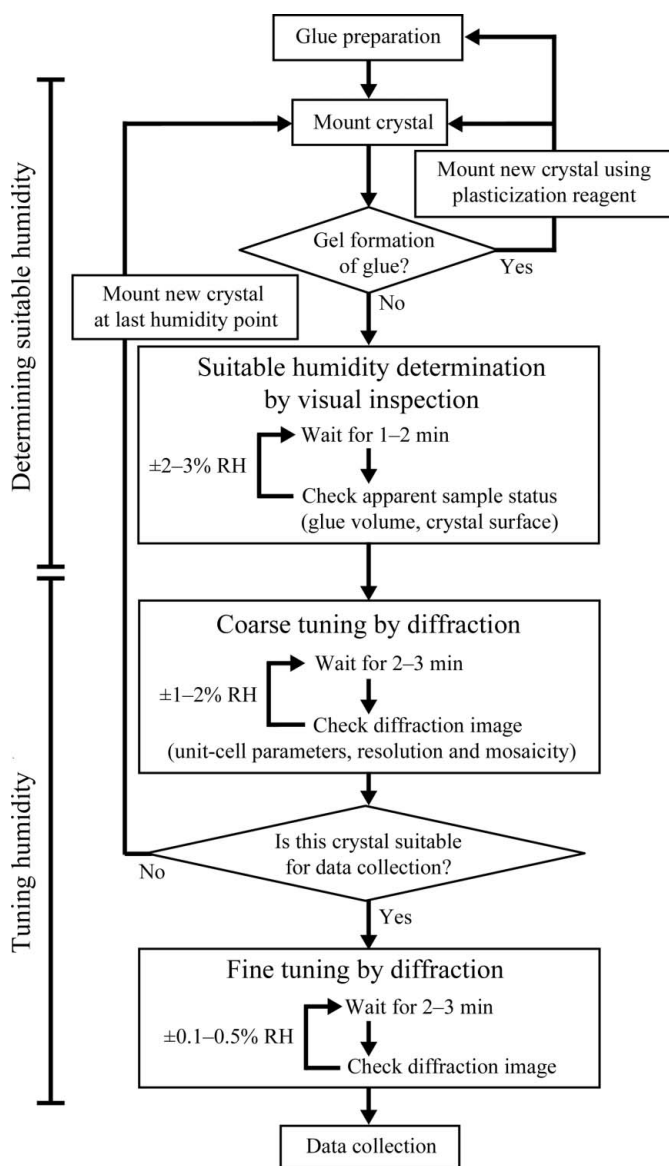 Glue preparation
Mount crystal
Mount new crystal using
plasticization reagent
Gel formation
of glue?
Yes
No
Mount new crystal
at last humidity point
Determining suitable humidity
Suitable humidity determination
by visual inspection
Wait for 1–2 min
±2–3% RH
Check apparent sample status
(glue volume, crystal surface)
Tuning humidity
Coarse tuning by diffraction
Wait for 2–3 min
±1–2% RH
Check diffraction image
(unit-cell parameters, resolution and mosaicity)
Is this crystal suitable
for data collection?
No
Yes
Fine tuning by diffraction
Wait for 2–3 min
±0.1–0.5% RH
Check diffraction image
Data collection